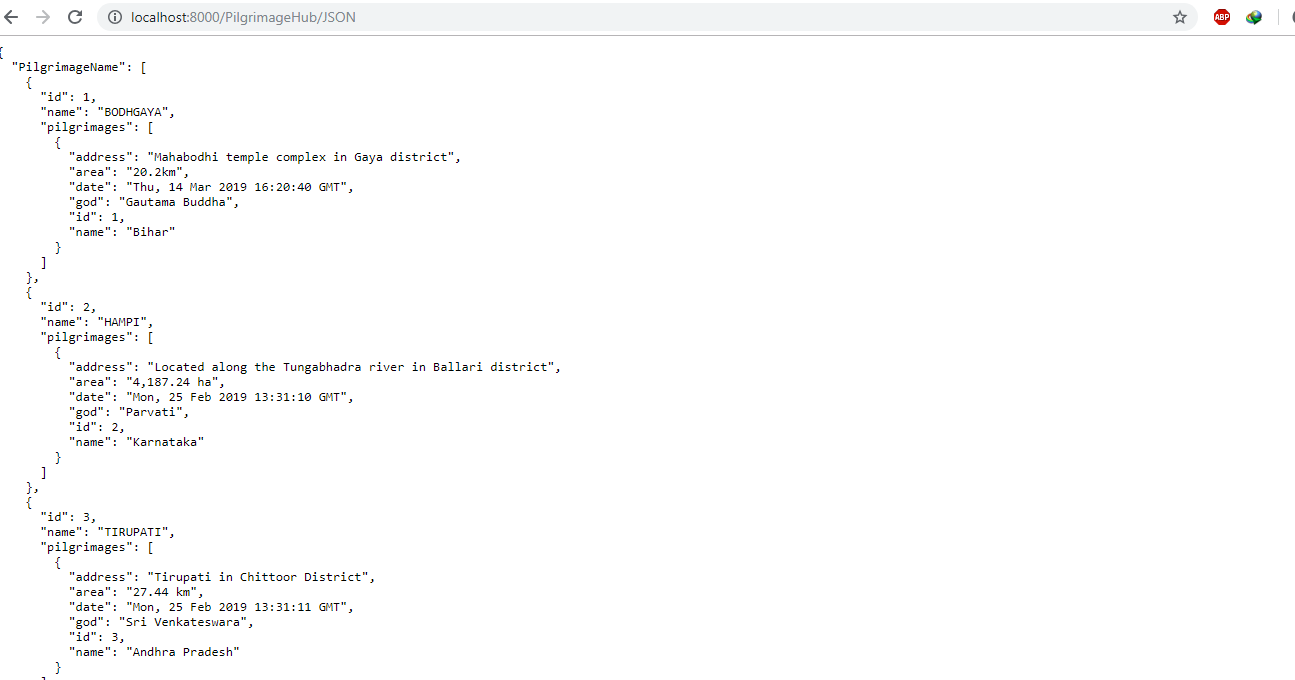 localhost:8000/PilgrimageHub/JSON
ABP
{
  "PilgrimageName": [
    {
      "id": 1,
      "name": "BODHGAYA",
      "pilgrimages": [
        {
          "address": "Mahabodhi temple complex in Gaya district",
          "area": "20.2km",
          "date": "Thu, 14 Mar 2019 16:20:40 GMT",
          "god": "Gautama Buddha",
          "id": 1,
          "name": "Bihar"
        }
      ]
    },
    {
      "id": 2,
      "name": "HAMPI",
      "pilgrimages": [
        {
          "address": "Located along the Tungabhadra river in Ballari district",
          "area": "4,187.24 ha",
          "date": "Mon, 25 Feb 2019 13:31:10 GMT",
          "god": "Parvati",
          "id": 2,
          "name": "Karnataka"
        }
      ]
    },
    {
      "id": 3,
      "name": "TIRUPATI",
      "pilgrimages": [
        {
          "address": "Tirupati in Chittoor District",
          "area": "27.44 km",
          "date": "Mon, 25 Feb 2019 13:31:11 GMT",
          "god": "Sri Venkateswara",
          "id": 3,
          "name": "Andhra Pradesh"
        }